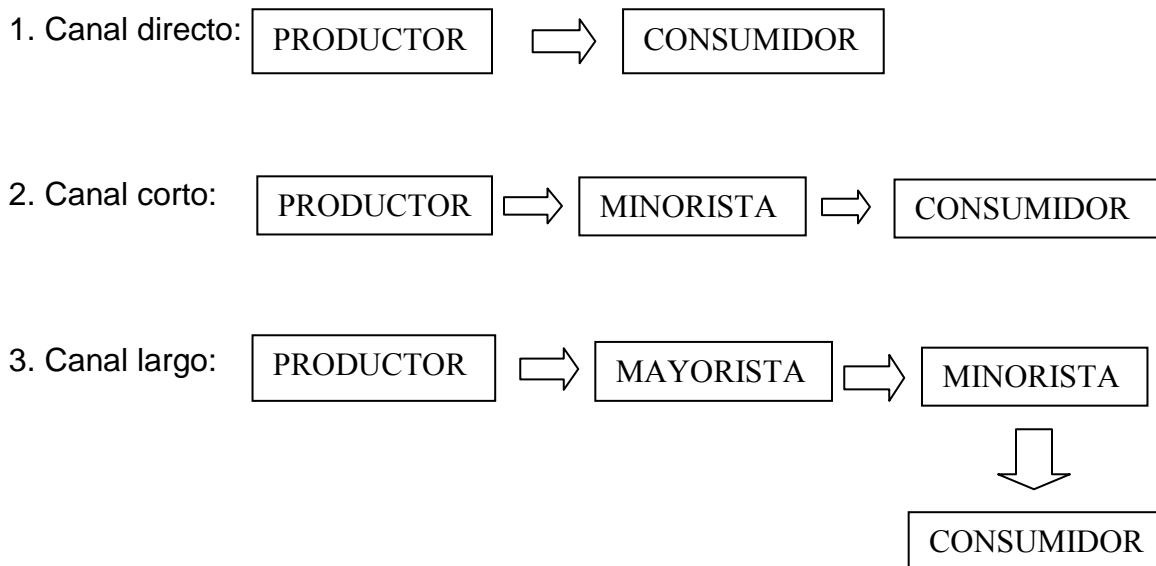 1. Canal directo: PRODUCTOR CONSUMIDOR
2. Canal corto: PRODUCTOR MINORISTA CONSUMIDOR
3. Canal largo: PRODUCTOR MAYORISTA MINORISTA
CONSUMIDOR